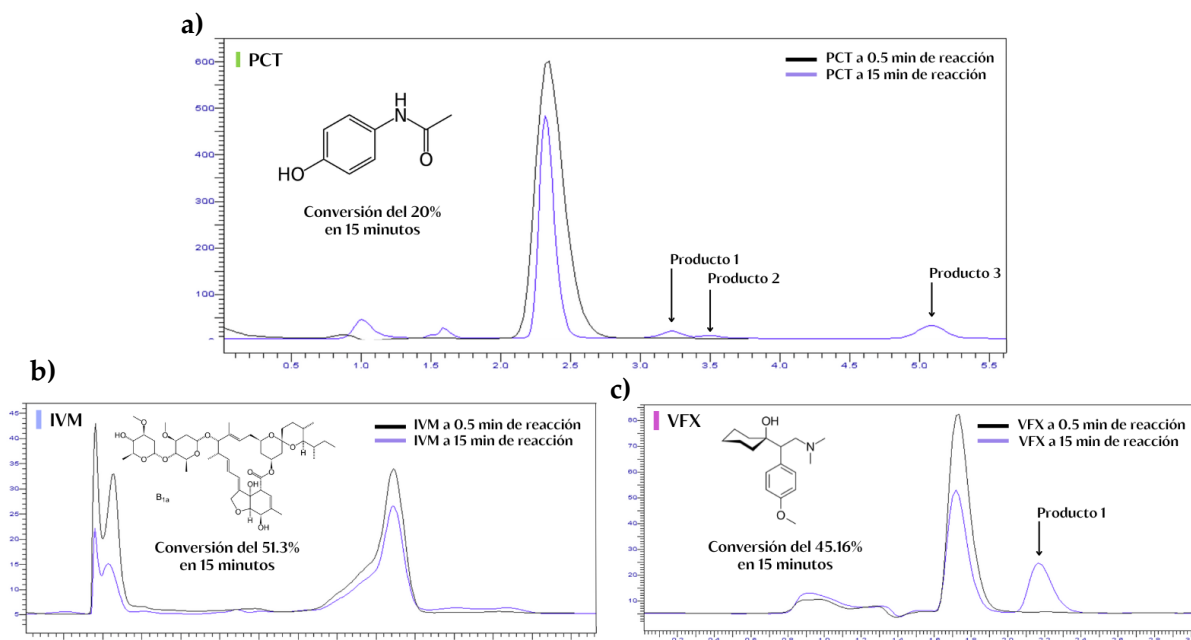 a)
PCT
PCT a 0.5 min de reacción
PCT a 15 min de reacción
600
500
400
300
200
100
H
N
O
HO
Conversión del 20%
en 15 minutos
Producto 1
Producto 2
Producto 3
0.5
1.0
1.5
2.0
2.5
3.0
3.5
4.0
4.5
5.0
5.5
b)
IVM
IVM a 0.5 min de reacción
IVM a 15 min de reacción
45
40
35
30
25
20
15
10
5
B1a
Conversión del 51.3%
en 15 minutos
c)
VFX
VFX a 0.5 min de reacción
VFX a 15 min de reacción
80
70
60
50
40
30
20
10
OH
N
O
Conversión del 45.16%
en 15 minutos
Producto 1